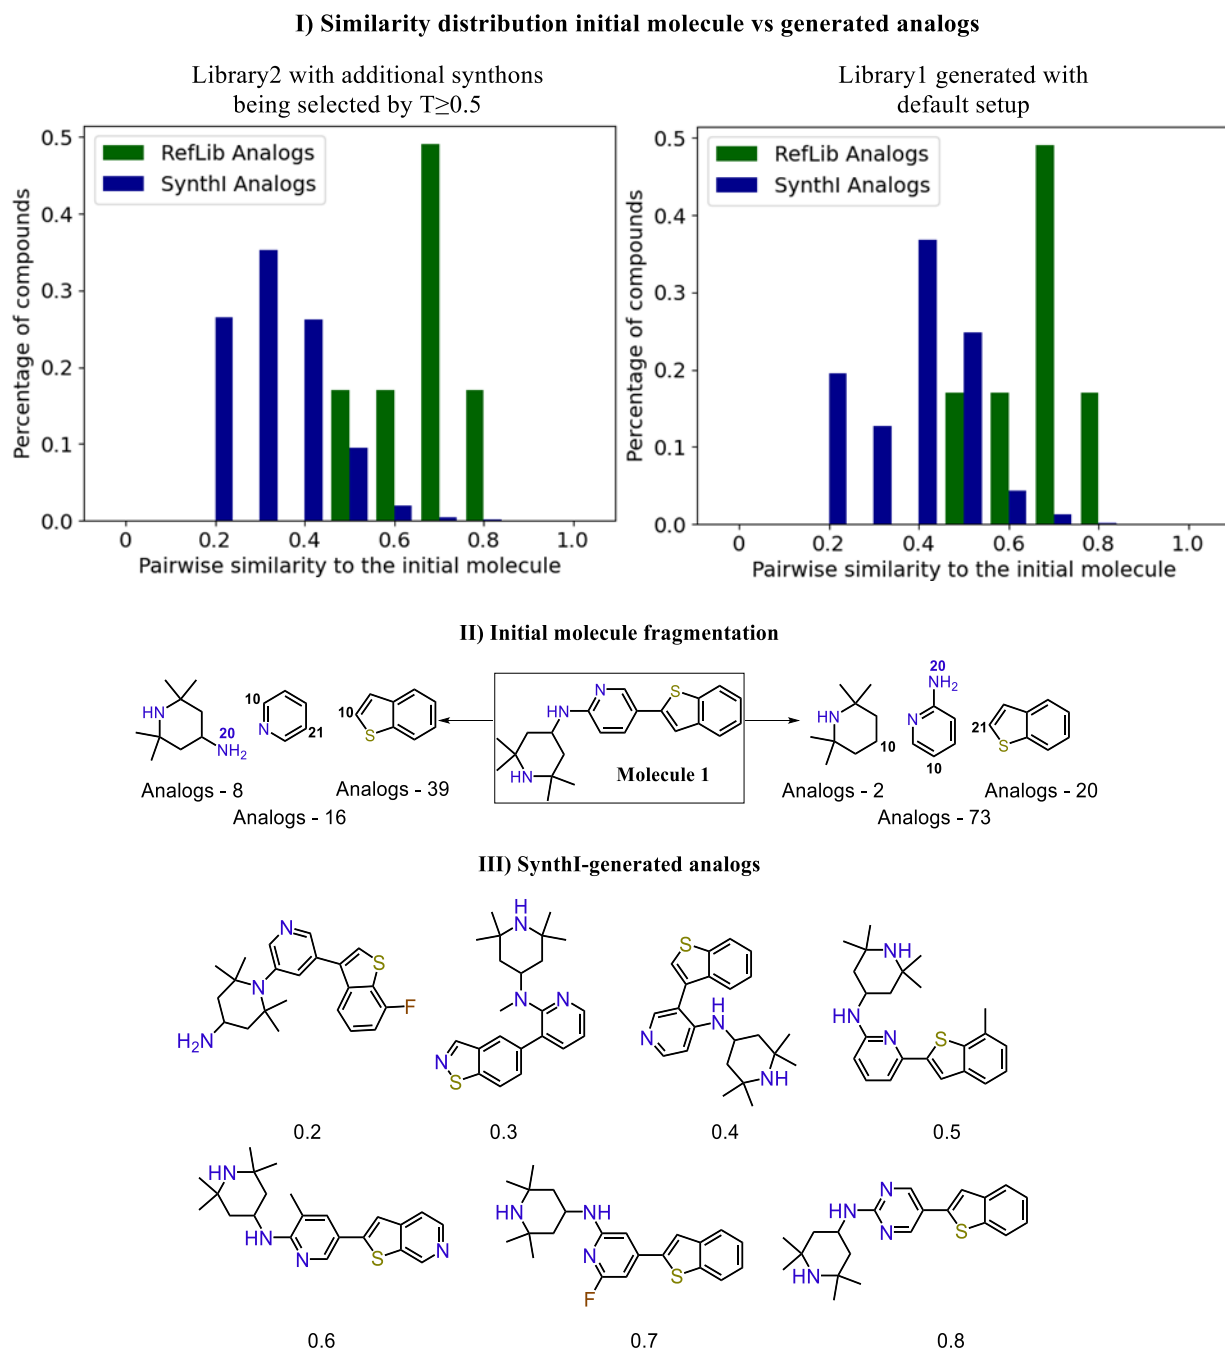 I) Similarity distribution initial molecule vs generated analogs
Library2 with additional synthons
being selected by T≥0.5
Library1 generated with
default setup
RefLib Analogs
SynthI Analogs
Percentage of compounds
0.5
0.4
0.3
0.2
0.1
0.0
0
0.2
0.4
0.6
0.8
1.0
Pairwise similarity to the initial molecule
RefLib Analogs
SynthI Analogs
Percentage of compounds
0.5
0.4
0.3
0.2
0.1
0.0
0
0.2
0.4
0.6
0.8
1.0
Pairwise similarity to the initial molecule
II) Initial molecule fragmentation
HN
20
NH2
10
N
21
10
S
N
S
HN
HN
Molecule 1
HN
10
20
NH2
N
10
21
S
Analogs - 8
Analogs - 16
Analogs - 39
Analogs - 2
Analogs - 73
Analogs - 20
III) SynthI-generated analogs
N
S
N
F
H2N
H
N
N
N
N
S
S
H
N
N
NH
NH
HN
N
S
0.2
0.3
0.4
0.5
HN
HN
N
S
N
HN
NH
N
F
S
NH
N
N
S
HN
0.6
0.7
0.8